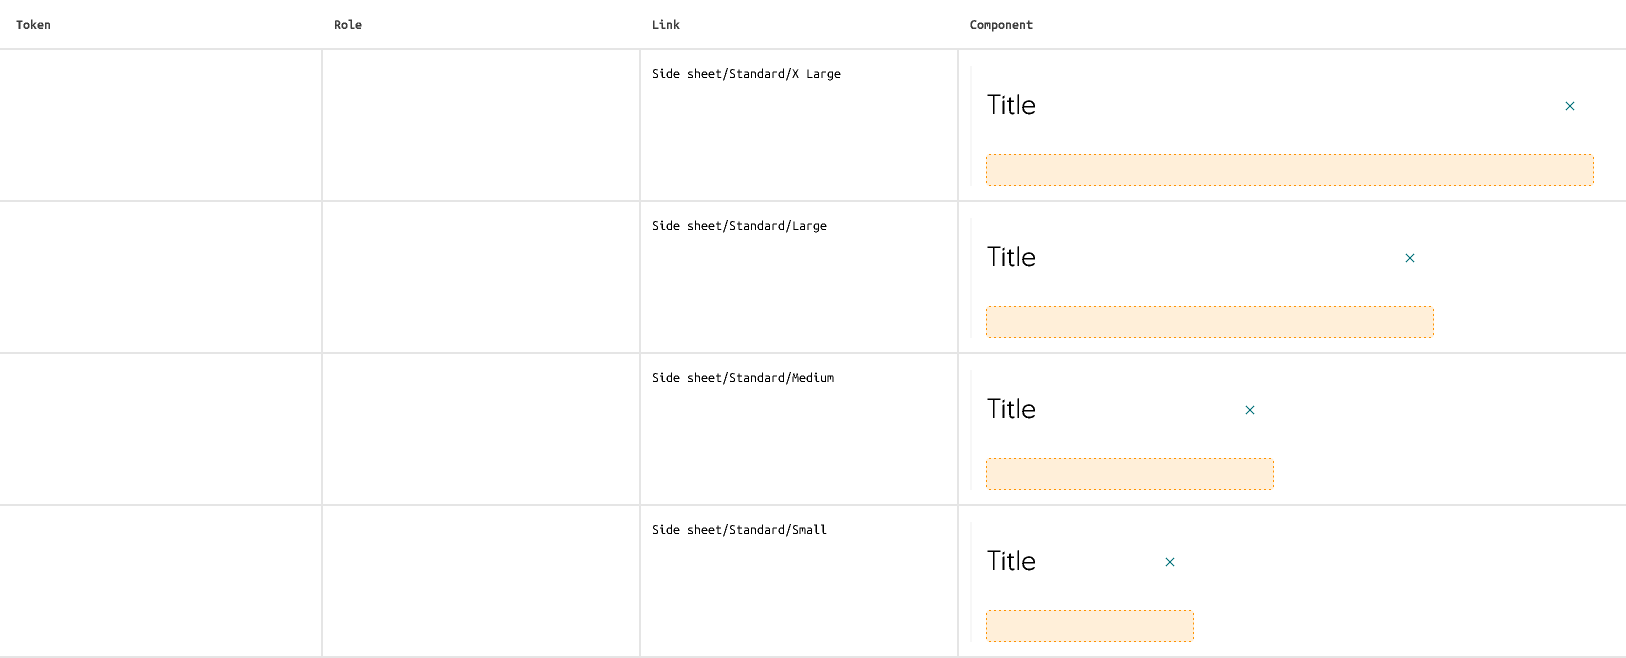 Token Role Link Component
Side sheet/Standard/X Large
Title
Side sheet/Standard/Large
Title
Side sheet/Standard/Medium
Title
Side sheet/Standard/Small
Title